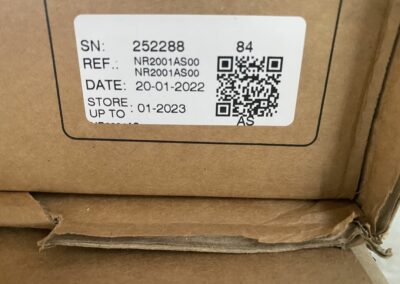 SN: 252288 84
REF.: NR2001AS00
NR2001AS00
DATE: 20-01-2022
STORE UP TO : 01-2023
AS